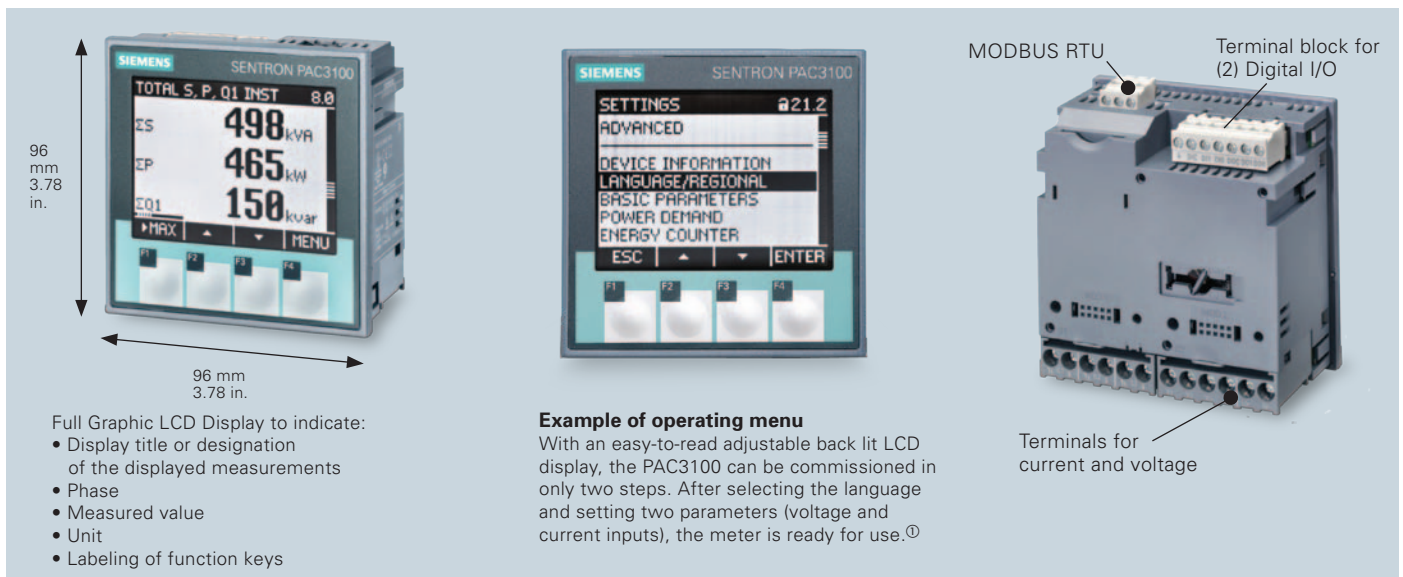 96
mm
3.78
in.
SIEMENS
SENTRON PAC3100
TOTAL S, P, Q1 INST 8.0
ΣS 498 kVA
ΣP 465 kW
ΣQ1 150 kvar
▸MAX ▲ ▼ MENU
F1 F2 F3 F4
96 mm
3.78 in.
Full Graphic LCD Display to indicate:
• Display title or designation
of the displayed measurements
• Phase
• Measured value
• Unit
• Labeling of function keys
SIEMENS
SENTRON PAC3100
SETTINGS 21.2
ADVANCED
DEVICE INFORMATION
LANGUAGE/REGIONAL
BASIC PARAMETERS
POWER DEMAND
ENERGY COUNTER
ESC ▲ ▼ ENTER
F1 F2 F3 F4
Example of operating menu
With an easy-to-read adjustable back lit LCD
display, the PAC3100 can be commissioned in
only two steps. After selecting the language
and setting two parameters (voltage and
current inputs), the meter is ready for use.①
MODBUS RTU
Terminal block for
(2) Digital I/O
Terminals for
current and voltage